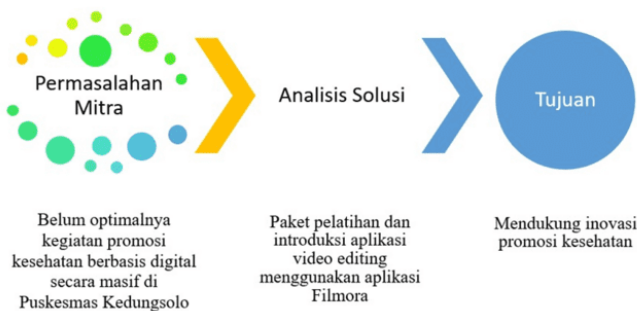 Permasalahan
Mitra
Analisis Solusi
Tujuan
Belum optimalnya
kegiatan promosi
kesehatan berbasis digital
secara masif di
Puskesmas Kedungsolo
Paket pelatihan dan
introduksi aplikasi
video editing
menggunakan aplikasi
Filmora
Mendukung inovasi
promosi kesehatan